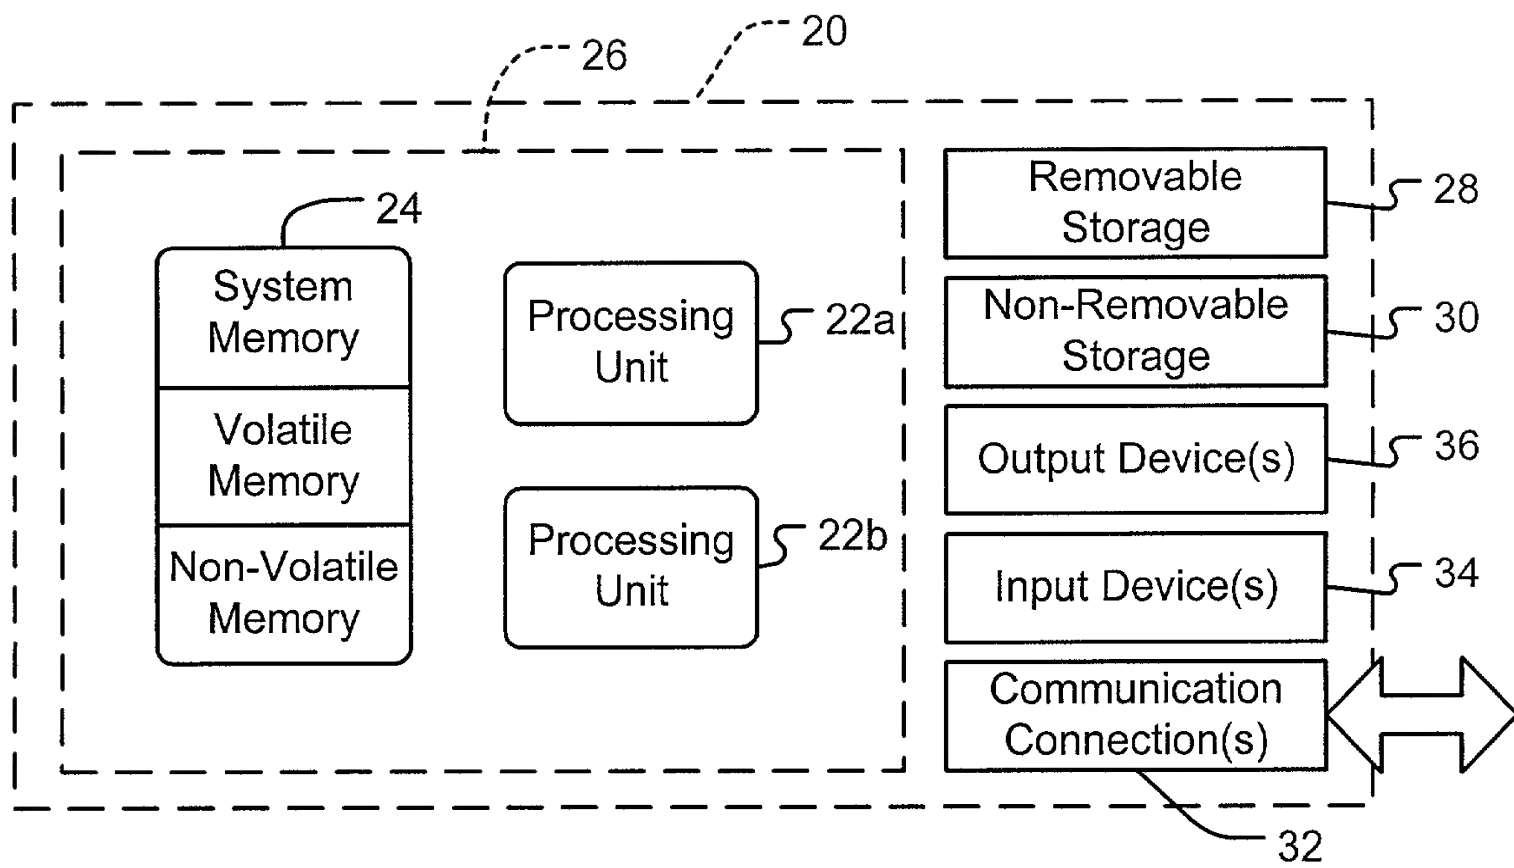 20
26
24
System
Memory
Volatile
Memory
Non-Volatile
Memory
Processing
Unit
22a
Processing
Unit
22b
Removable
Storage
28
Non-Removable
Storage
30
Output Device(s)
36
Input Device(s)
34
Communication
Connection(s)
32